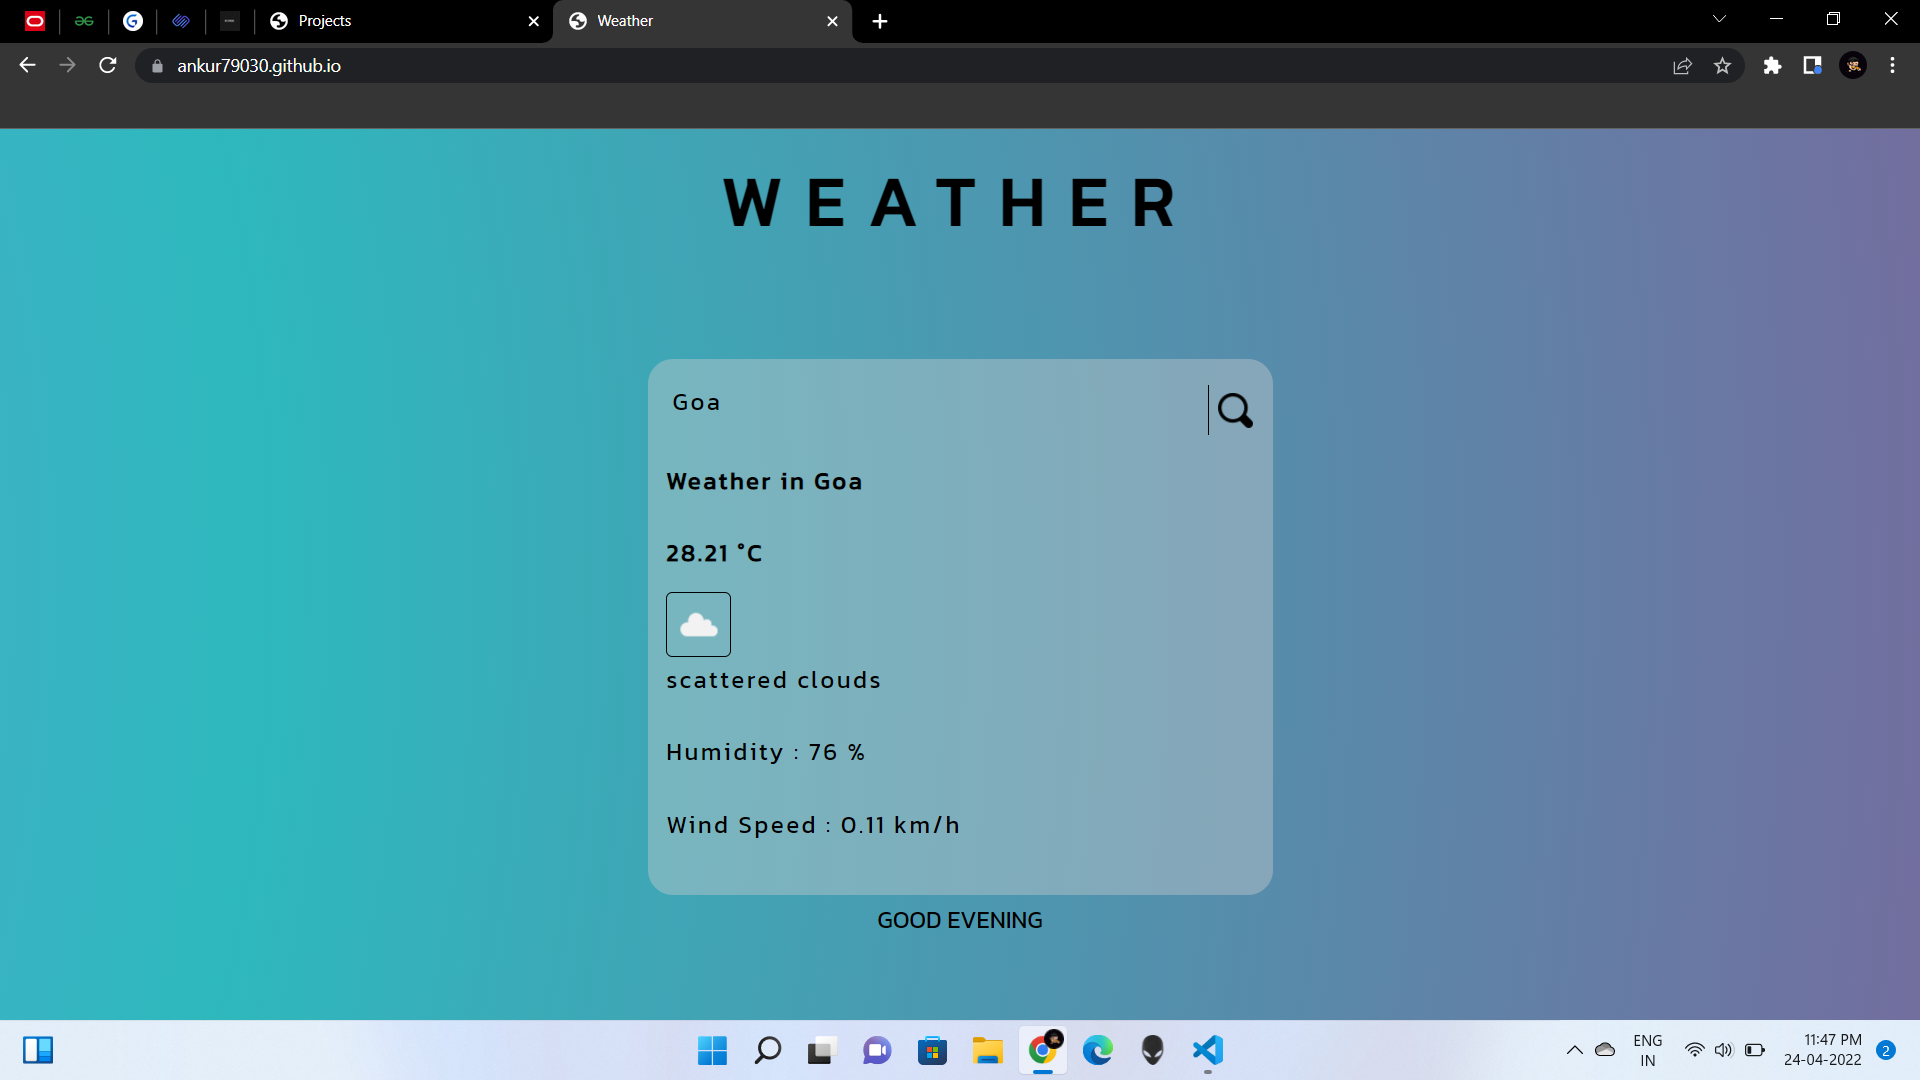 Projects
Weather
ankur79030.github.io
WEATHER
Goa
Weather in Goa
28.21 °C
scattered clouds
Humidity : 76 %
Wind Speed : 0.11 km/h
GOOD EVENING
ENG
IN
11:47 PM
24-04-2022
2